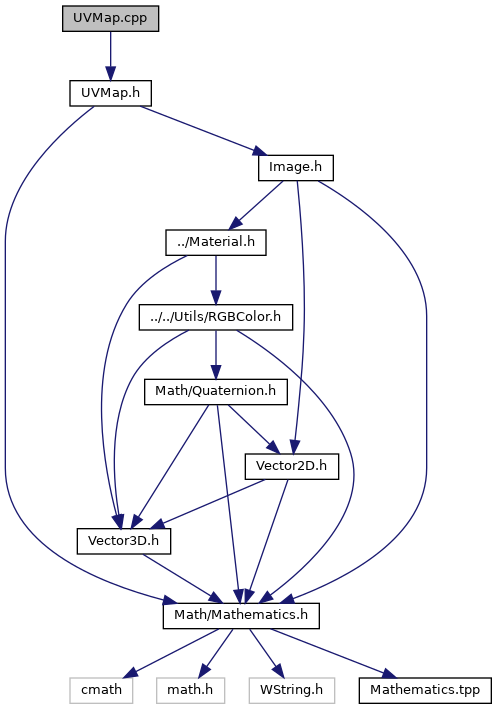 UVMap.cpp
UVMap.h
Image.h
../Material.h
../../Utils/RGBColor.h
Math/Quaternion.h
Vector2D.h
Vector3D.h
Math/Mathematics.h
cmath
math.h
WString.h
Mathematics.tpp